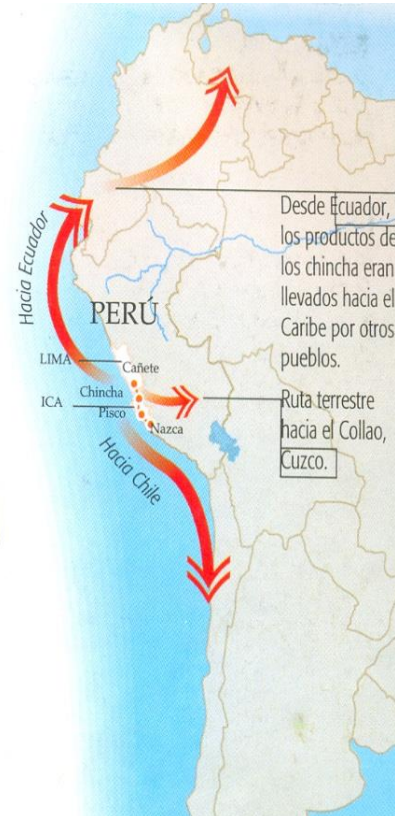 Hacia Ecuador
Desde Ecuador,
los productos de
los chincha eran
llevados hacia el
Caribe por otros
pueblos.
PERÚ
LIMA
Cañete
Chincha
ICA
Pisco
Nazca
Ruta terrestre
hacia el Collao,
Cuzco.
Hacia Chile